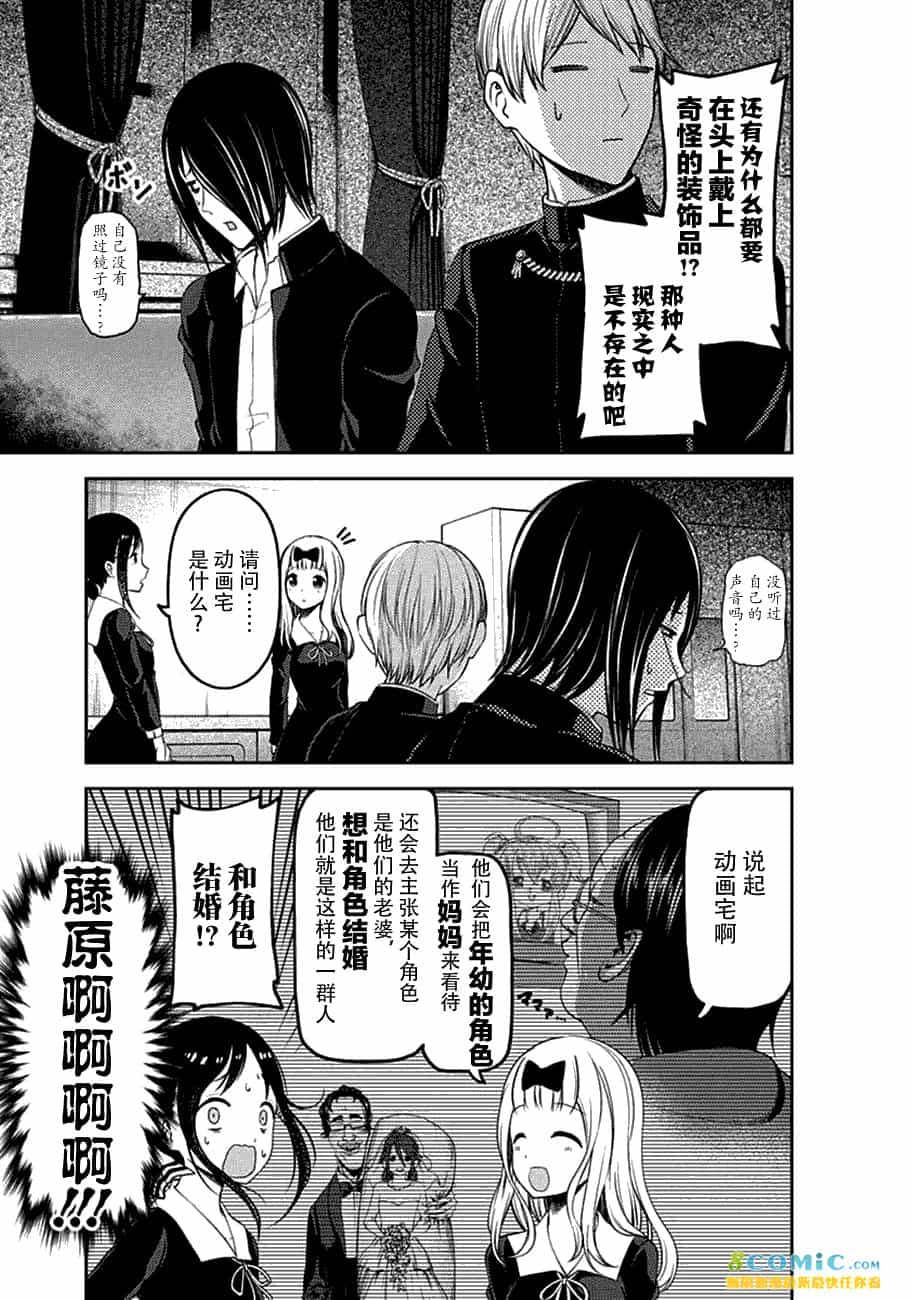 还有为什么都要
在头上戴上
奇怪的装饰品!?
那种人
现实之中
是不存在的吧
ボソ
自己没有
照过镜子吗…?
没听过
自己的
声音吗…?
请问……
动画宅
是什么?
说起
动画宅啊
他们会把年幼的角色
当作妈妈来看待
还会去主张某个角色
是他们的老婆,
想和角色结婚
他们就是这样的一群人
ママ?…
和角色
结婚!?
藤原啊啊啊啊!!!
COMIC.COM